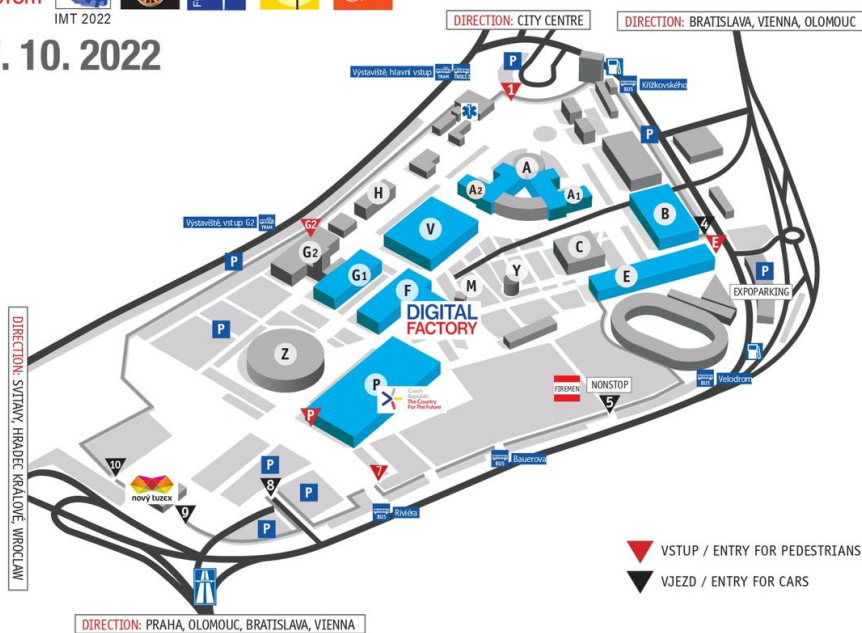 IMT 2022
. 10. 2022
DIRECTION: CITY CENTRE
DIRECTION: BRATISLAVA, VIENNA, OLOMOUC
Výstaviště, hlavní vstup
TRAM
TROLEJ
P
1
BUS
Křížkovského
P
A
A2
A1
H
V
B
4
E
Výstaviště, vstup G2
TRAM
G2
G2
P
G1
F
M
Y
C
E
P
EXPOPARKING
DIGITAL
FACTORY
P
Z
P
Czech
Republic
The Country
For The Future
P
FIREMEN
NONSTOP
5
BUS
Velodrom
DIRECTION: SVITAVY, HRADEC KRÁLOVÉ, WROCLAW
10
nový tuzex
9
P
8
P
P
7
BUS
Bauerova
BUS
Riviéra
VSTUP / ENTRY FOR PEDESTRIANS
VJEZD / ENTRY FOR CARS
DIRECTION: PRAHA, OLOMOUC, BRATISLAVA, VIENNA